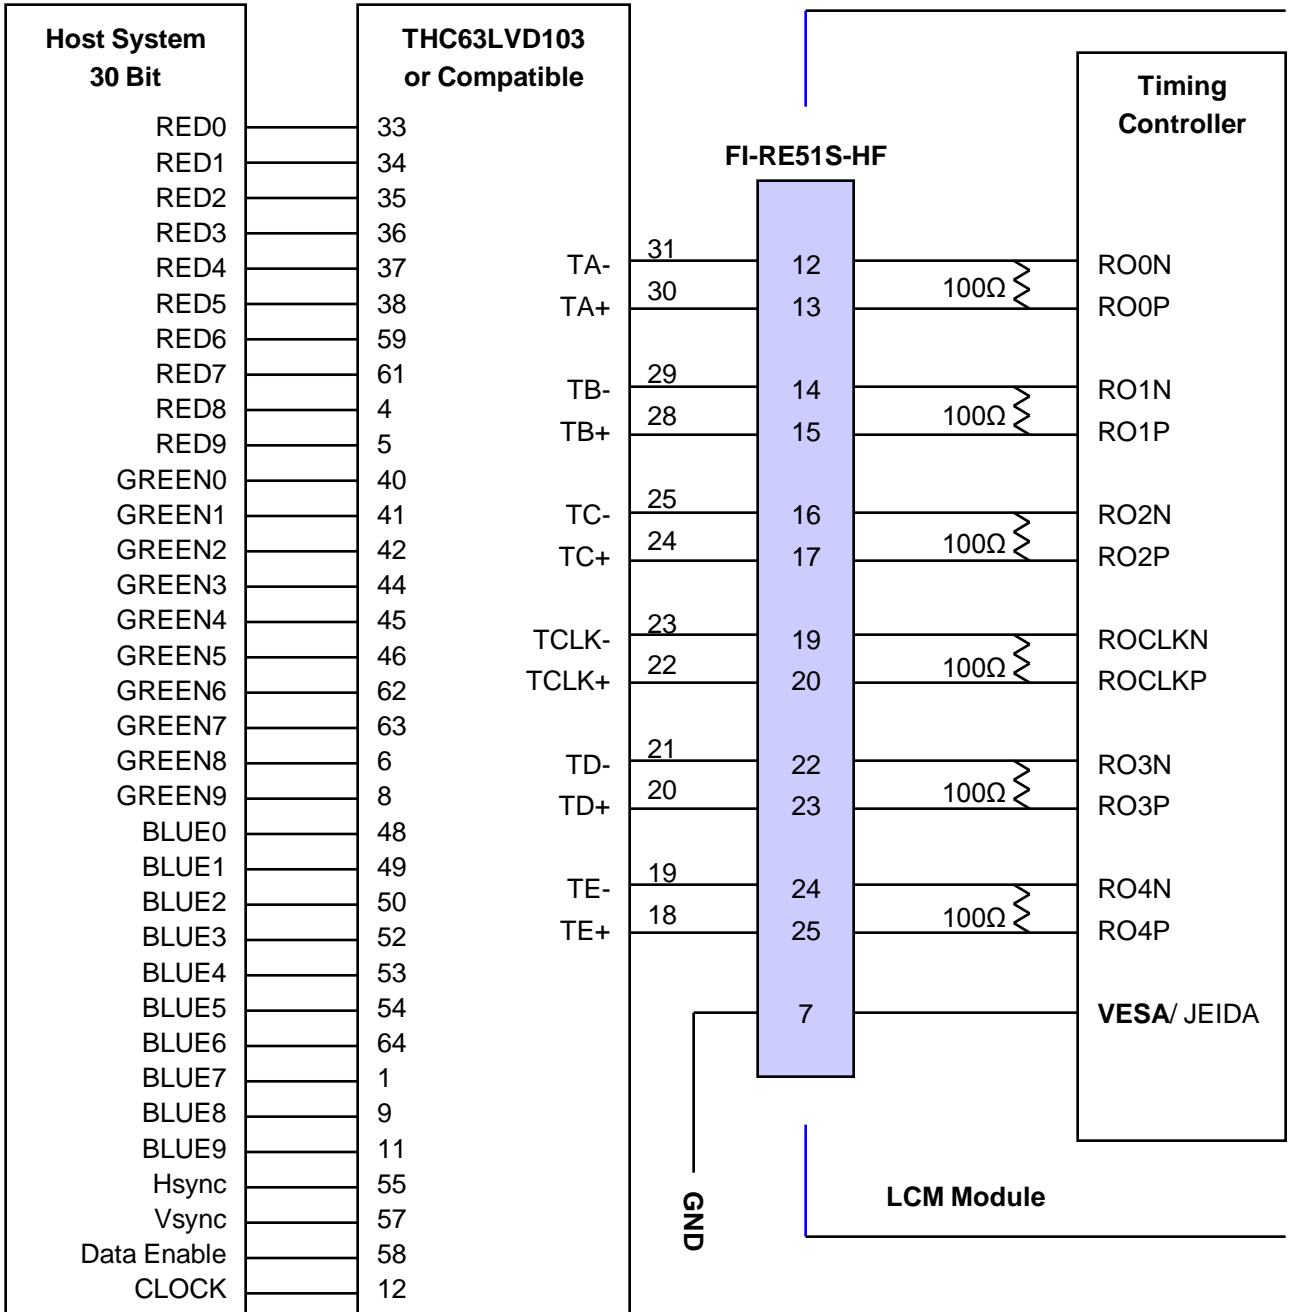 Host System
30 Bit
RED0
RED1
RED2
RED3
RED4
RED5
RED6
RED7
RED8
RED9
GREEN0
GREEN1
GREEN2
GREEN3
GREEN4
GREEN5
GREEN6
GREEN7
GREEN8
GREEN9
BLUE0
BLUE1
BLUE2
BLUE3
BLUE4
BLUE5
BLUE6
BLUE7
BLUE8
BLUE9
Hsync
Vsync
Data Enable
CLOCK
THC63LVD103
or Compatible
33
34
35
36
37
38
59
61
4
5
40
41
42
44
45
46
62
63
6
8
48
49
50
52
53
54
64
1
9
11
55
57
58
12
TA-
TA+
TB-
TB+
TC-
TC+
TCLK-
TCLK+
TD-
TD+
TE-
TE+
31
30
29
28
25
24
23
22
21
20
19
18
GND
FI-RE51S-HF
12
13
14
15
16
17
19
20
22
23
24
25
7
100Ω
100Ω
100Ω
100Ω
100Ω
100Ω
LCM Module
Timing
Controller
RO0N
RO0P
RO1N
RO1P
RO2N
RO2P
ROCLKN
ROCLKP
RO3N
RO3P
RO4N
RO4P
VESA/ JEIDA